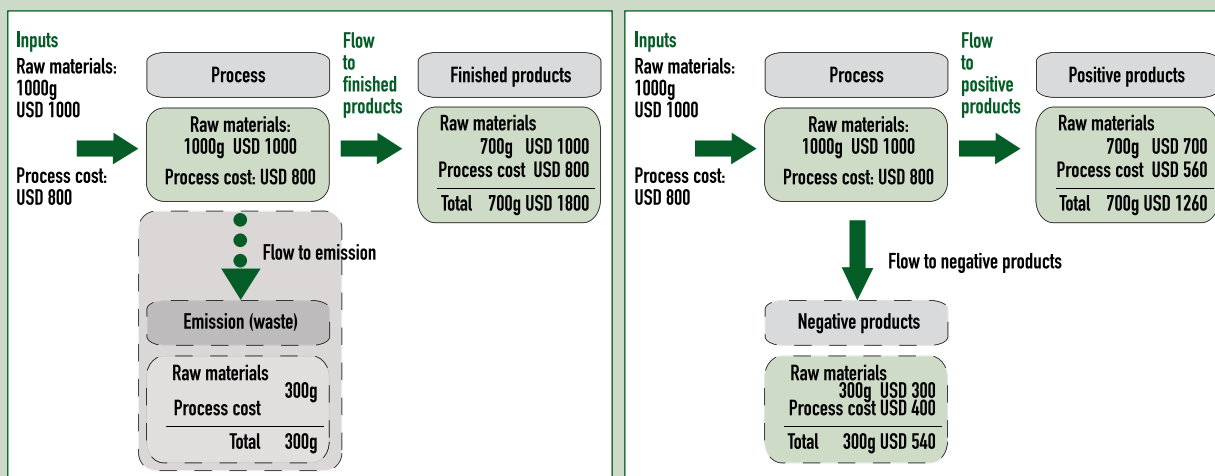 Inputs
Raw materials:
1000g
USD 1000
Process cost:
USD 800
Process
Raw materials:
1000g USD 1000
Process cost: USD 800
Flow
to
finished
products
Finished products
Raw materials
700g USD 1000
Process cost USD 800
Total 700g USD 1800
Flow to emission
Emission (waste)
Raw materials
300g
Process cost
Total 300g
Inputs
Raw materials:
1000g
USD 1000
Process cost:
USD 800
Process
Raw materials:
1000g USD 1000
Process cost: USD 800
Flow
to
positive
products
Positive products
Raw materials
700g USD 700
Process cost USD 560
Total 700g USD 1260
Flow to negative products
Negative products
Raw materials
300g USD 300
Process cost USD 400
Total 300g USD 540